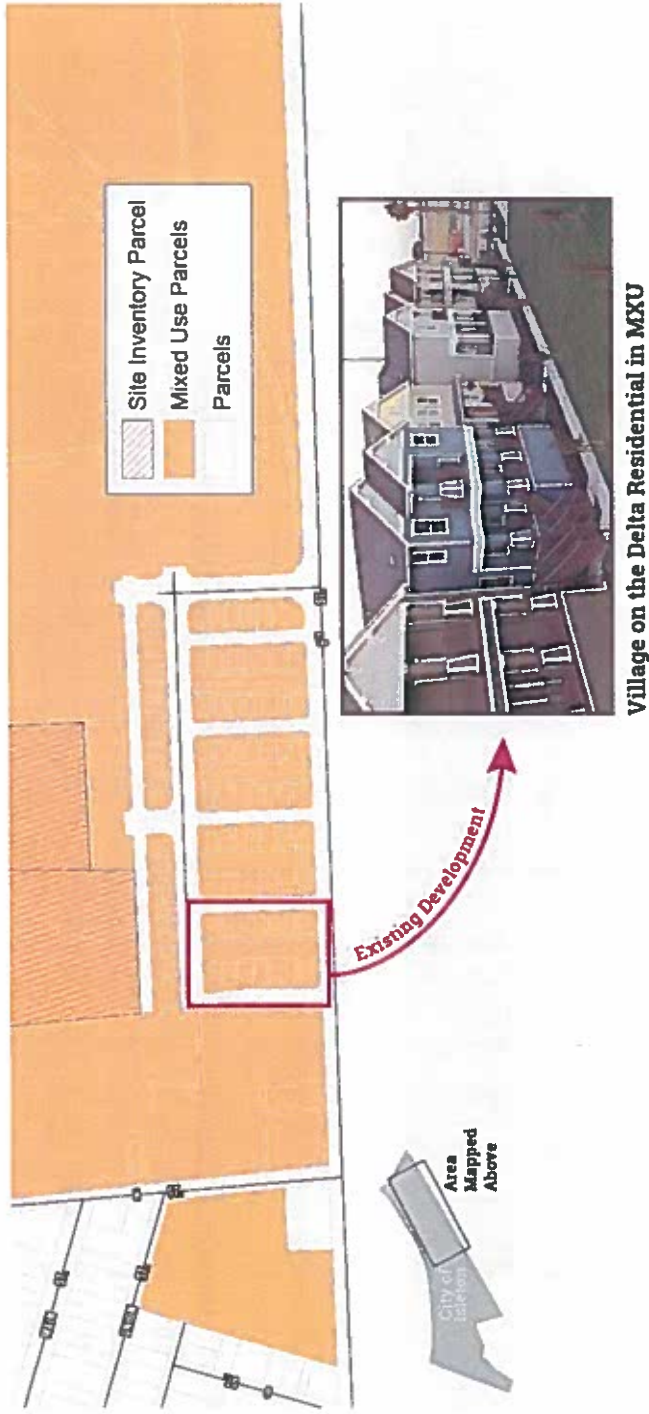 Site Inventory Parcel
Mixed Use Parcels
Parcels
Existing Development
Area
Mapped
Above
City of
Isleton
Village on the Delta Residential in MXU